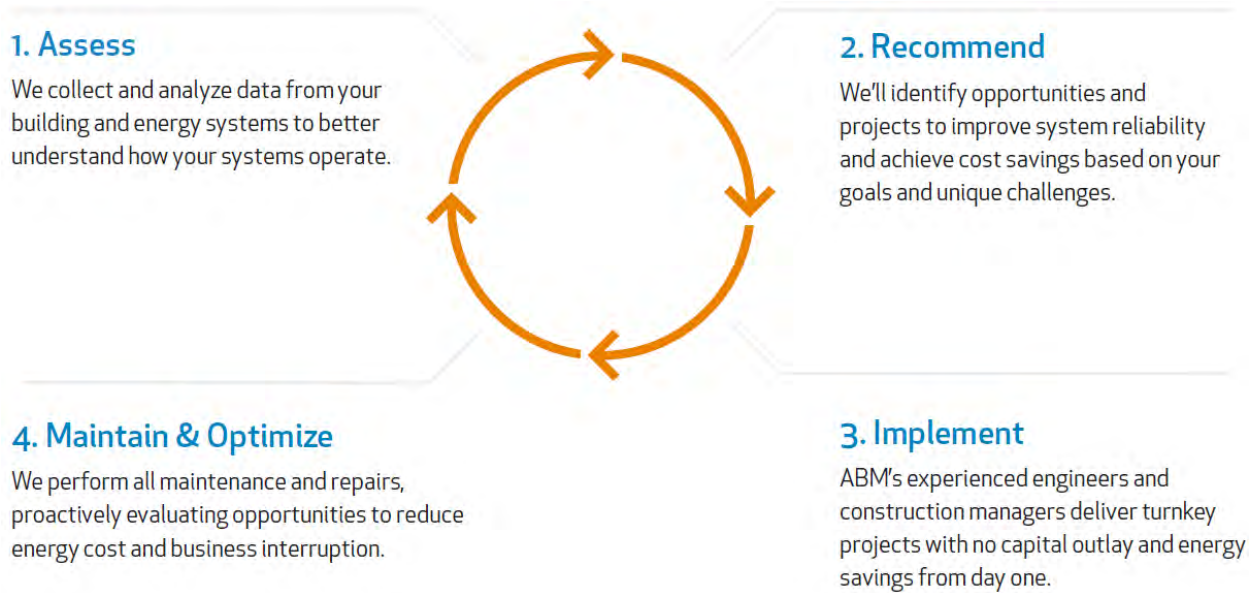 1. Assess
We collect and analyze data from your
building and energy systems to better
understand how your systems operate.
2. Recommend
We'll identify opportunities and
projects to improve system reliability
and achieve cost savings based on your
goals and unique challenges.
3. Implement
ABM's experienced engineers and
construction managers deliver turnkey
projects with no capital outlay and energy
savings from day one.
4. Maintain & Optimize
We perform all maintenance and repairs,
proactively evaluating opportunities to reduce
energy cost and business interruption.